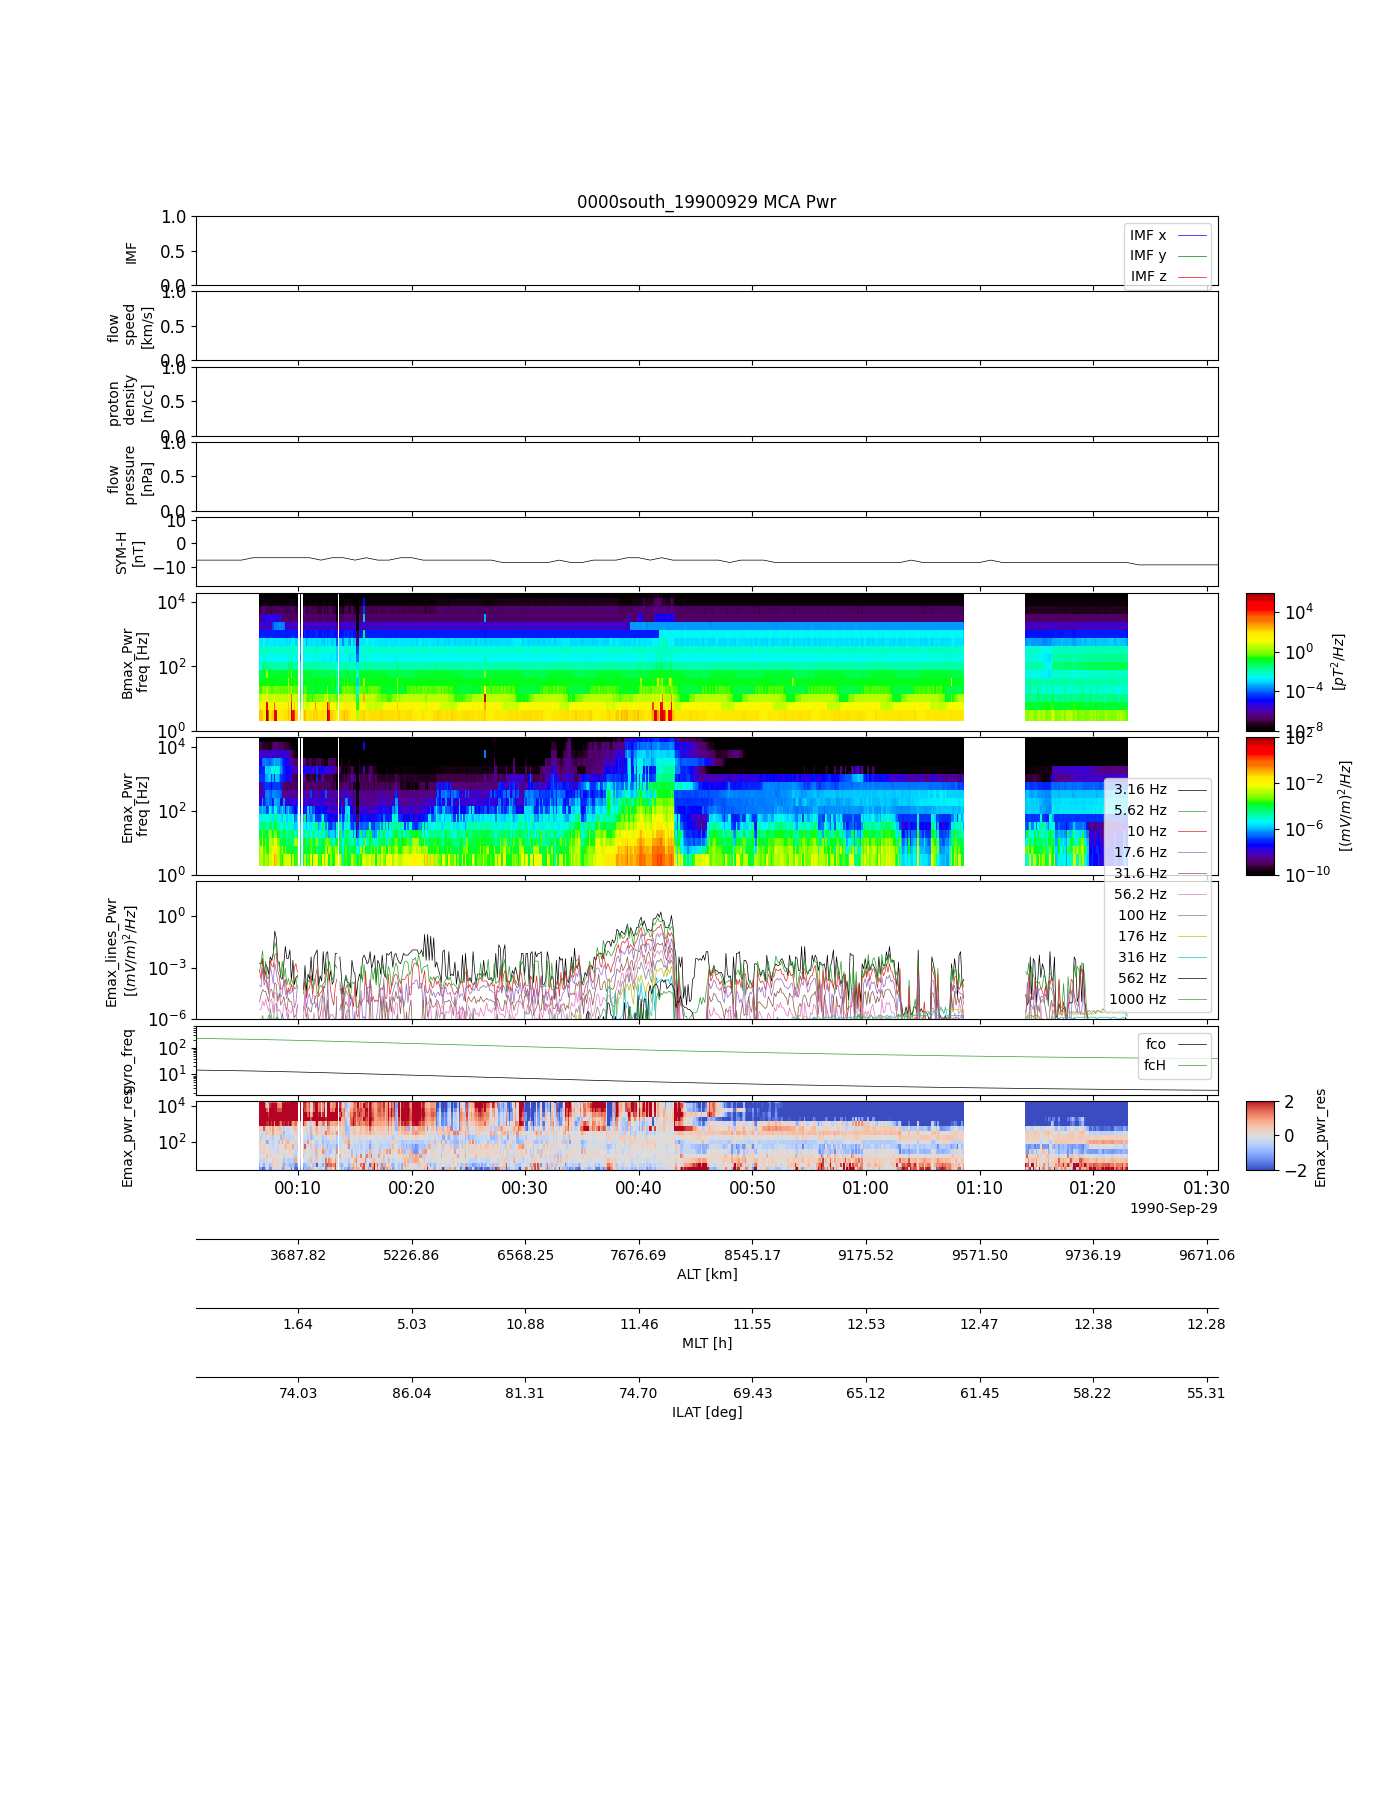 0000south_19900929 MCA Pwr
1.0
0.5
0.0
IMF
IMF x
IMF y
IMF z
1.0
0.5
0.0
flow
speed
[km/s]
1.0
0.5
0.0
proton
density
[n/cc]
1.0
0.5
0.0
flow
pressure
[nPa]
10
0
−10
SYM-H
[nT]
10^4
10^2
10^0
Bmax_Pwr
freq [Hz]
10^4
10^0
10^−4
10^−8
[pT^2/Hz]
10^4
10^2
10^0
Emax_Pwr
freq [Hz]
10^2
10^−2
10^−6
10^−10
[(mV/m)^2/Hz]
3.16 Hz
5.62 Hz
10 Hz
17.6 Hz
31.6 Hz
56.2 Hz
100 Hz
176 Hz
316 Hz
562 Hz
1000 Hz
10^0
10^−3
10^−6
Emax_lines_Pwr
[(mV/m)^2/Hz]
10^2
10^1
gyro_freq
fco
fcH
10^4
10^2
Emax_pwr_res
2
0
−2
Emax_pwr_res
00:10 00:20 00:30 00:40 00:50 01:00 01:10 01:20 01:30
1990-Sep-29
3687.82 5226.86 6568.25 7676.69 8545.17 9175.52 9571.50 9736.19 9671.06
ALT [km]
1.64 5.03 10.88 11.46 11.55 12.53 12.47 12.38 12.28
MLT [h]
74.03 86.04 81.31 74.70 69.43 65.12 61.45 58.22 55.31
ILAT [deg]